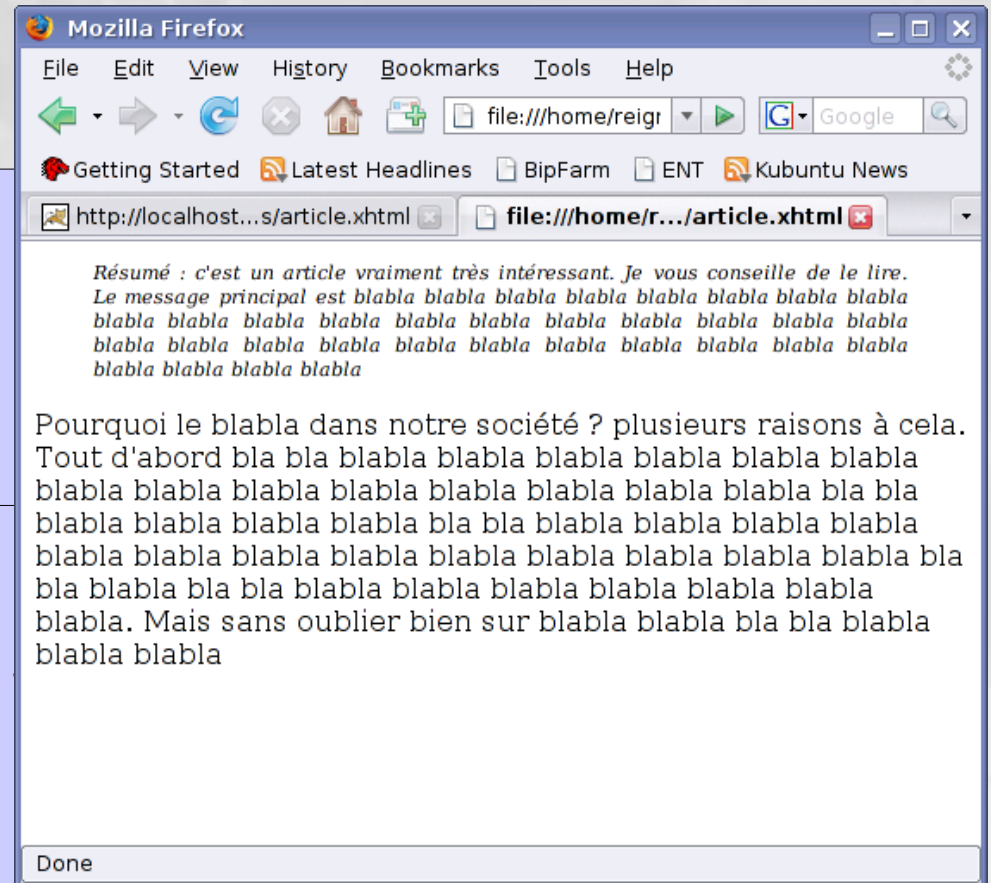 Mozilla Firefox
File Edit View History Bookmarks Tools Help
file:///home/reigr G Google
Getting Started Latest Headlines BipFarm ENT Kubuntu News
http://localhost...s/article.xhtml file:///home/r.../article.xhtml
Résumé : c'est un article vraiment très intéressant. Je vous conseille de le lire.
Le message principal est blabla blabla blabla blabla blabla blabla blabla blabla
blabla blabla blabla blabla blabla blabla blabla blabla blabla blabla blabla
blabla blabla blabla blabla blabla blabla blabla blabla blabla blabla blabla
blabla blabla blabla blabla
Pourquoi le blabla dans notre société ? plusieurs raisons à cela.
Tout d'abord bla bla blabla blabla blabla blabla blabla blabla
blabla blabla blabla blabla blabla blabla blabla blabla bla bla
blabla blabla blabla blabla bla bla blabla blabla blabla blabla
blabla blabla blabla blabla blabla blabla blabla blabla blabla bla
bla blabla bla bla blabla blabla blabla blabla blabla blabla
blabla. Mais sans oublier bien sur blabla blabla bla bla blabla
blabla blabla
Done